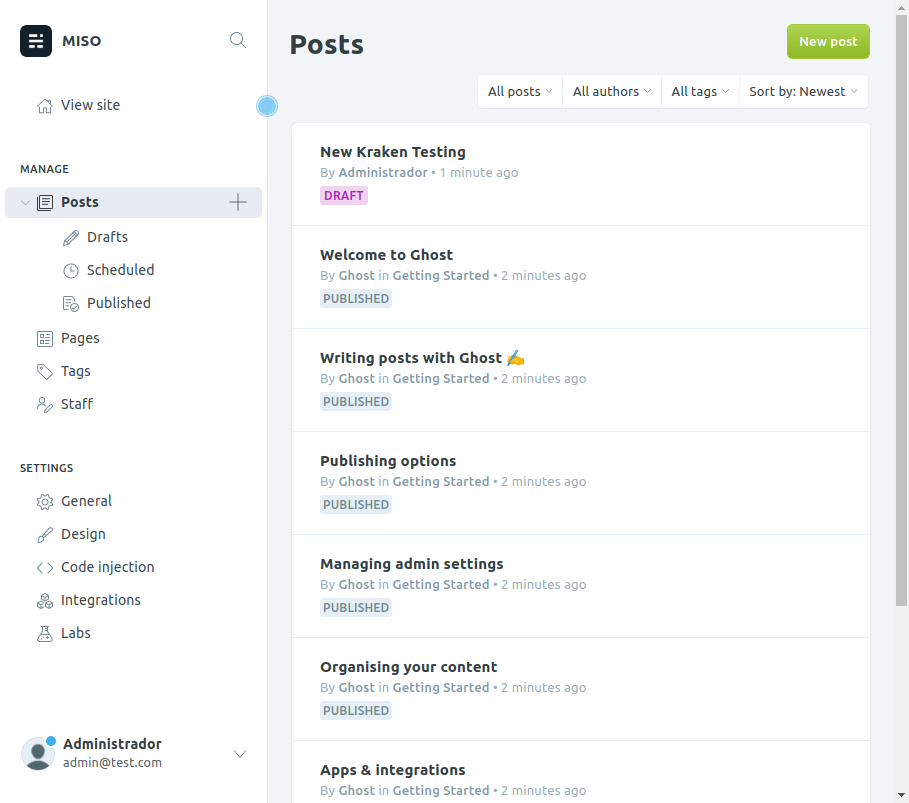 MISO
View site
MANAGE
Posts
Drafts
Scheduled
Published
Pages
Tags
Staff
SETTINGS
General
Design
Code injection
Integrations
Labs
Administrador
admin@test.com
Posts
New post
All posts
All authors
All tags
Sort by: Newest
New Kraken Testing
By Administrador • 1 minute ago
DRAFT
Welcome to Ghost
By Ghost in Getting Started • 2 minutes ago
PUBLISHED
Writing posts with Ghost ✍️
By Ghost in Getting Started • 2 minutes ago
PUBLISHED
Publishing options
By Ghost in Getting Started • 2 minutes ago
PUBLISHED
Managing admin settings
By Ghost in Getting Started • 2 minutes ago
PUBLISHED
Organising your content
By Ghost in Getting Started • 2 minutes ago
PUBLISHED
Apps & integrations
By Ghost in Getting Started • 2 minutes ago